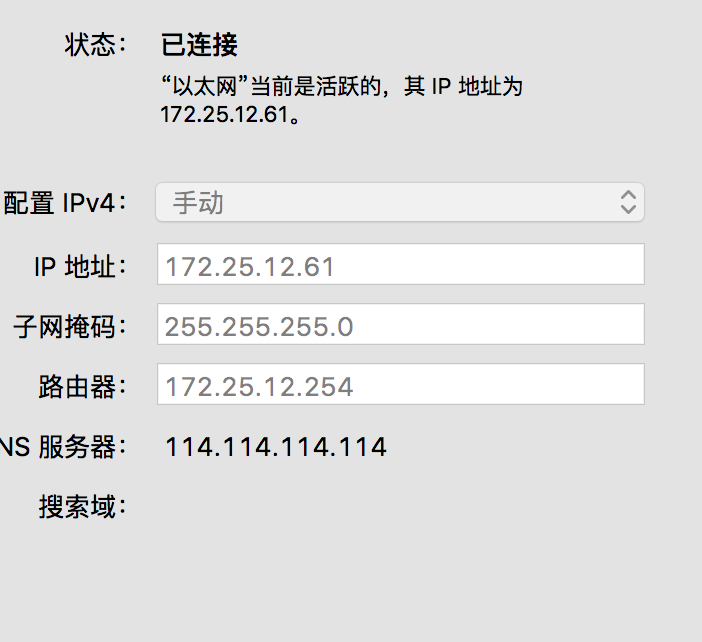 状态： 已连接
“以太网”当前是活跃的，其 IP 地址为
172.25.12.61。
配置 IPv4： 手动
IP 地址： 172.25.12.61
子网掩码： 255.255.255.0
路由器： 172.25.12.254
NS 服务器： 114.114.114.114
搜索域：